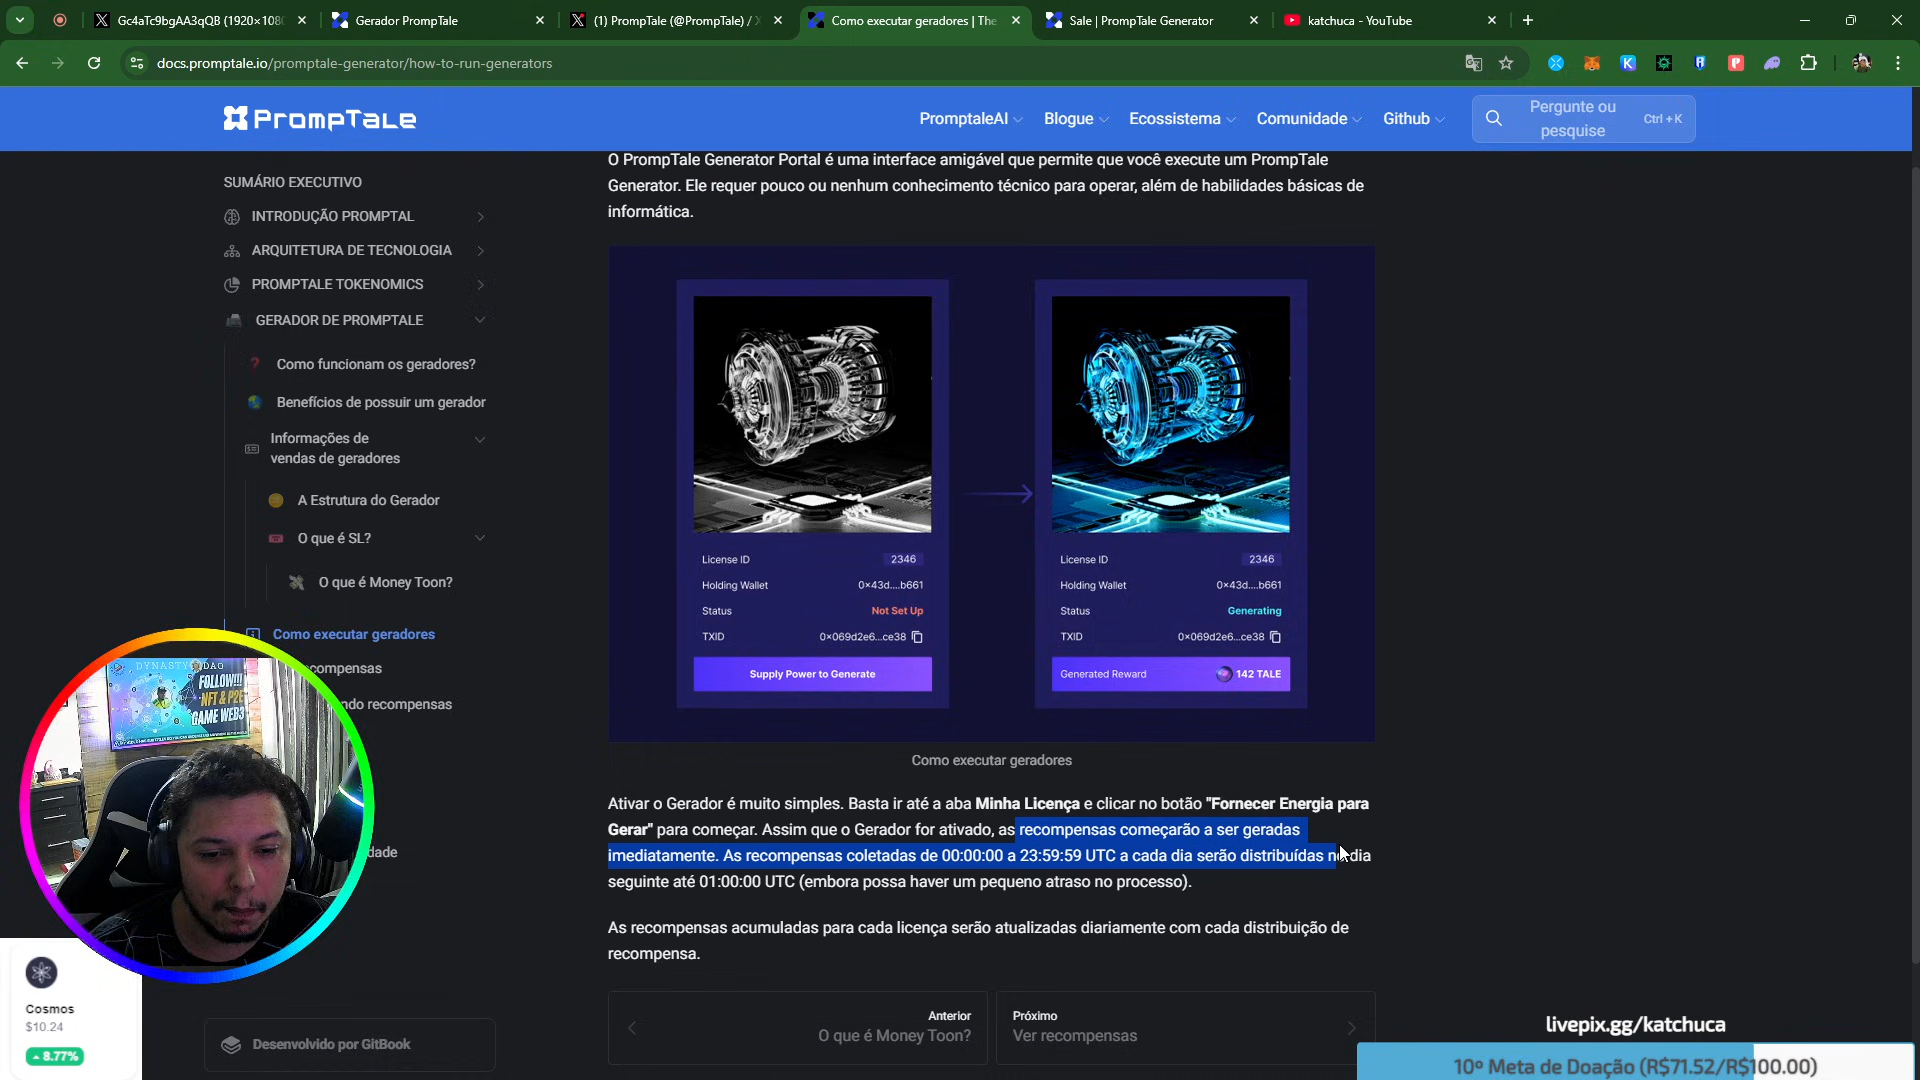 Gc4aTc9bgAA3qQB (1920×108
Gerador PrompTale
(1) PrompTale (@PrompTale) / X
Como executar geradores | The
Sale | PrompTale Generator
katchuca - YouTube
docs.promptale.io/promptale-generator/how-to-run-generators
PrompTale
PromptaleAI
Blogue
Ecossistema
Comunidade
Github
Pergunte ou pesquise
Ctrl + K
SUMÁRIO EXECUTIVO
INTRODUÇÃO PROMPTAL
ARQUITETURA DE TECNOLOGIA
PROMPTALE TOKENOMICS
GERADOR DE PROMPTALE
Como funcionam os geradores?
Benefícios de possuir um gerador
Informações de
vendas de geradores
A Estrutura do Gerador
O que é SL?
O que é Money Toon?
Como executar geradores
compensas
ndo recompensas
dade
Desenvolvido por GitBook
O PrompTale Generator Portal é uma interface amigável que permite que você execute um PrompTale
Generator. Ele requer pouco ou nenhum conhecimento técnico para operar, além de habilidades básicas de
informática.
License ID 2346
Holding Wallet 0×43d....b661
Status Not Set Up
TXID 0×069d2e6...ce38
Supply Power to Generate
License ID 2346
Holding Wallet 0×43d....b661
Status Generating
TXID 0×069d2e6...ce38
Generated Reward 142 TALE
Como executar geradores
Ativar o Gerador é muito simples. Basta ir até a aba Minha Licença e clicar no botão "Fornecer Energia para
Gerar" para começar. Assim que o Gerador for ativado, as recompensas começarão a ser geradas
imediatamente. As recompensas coletadas de 00:00:00 a 23:59:59 UTC a cada dia serão distribuídas no dia
seguinte até 01:00:00 UTC (embora possa haver um pequeno atraso no processo).
As recompensas acumuladas para cada licença serão atualizadas diariamente com cada distribuição de
recompensa.
Anterior
O que é Money Toon?
Próximo
Ver recompensas
DYNASTY DAO
FOLLOW!!!
NFT & P2E
GAME WEB3
Cosmos
$10.24
8.77%
livepix.gg/katchuca
10º Meta de Doação (R$71.52/R$100.00)